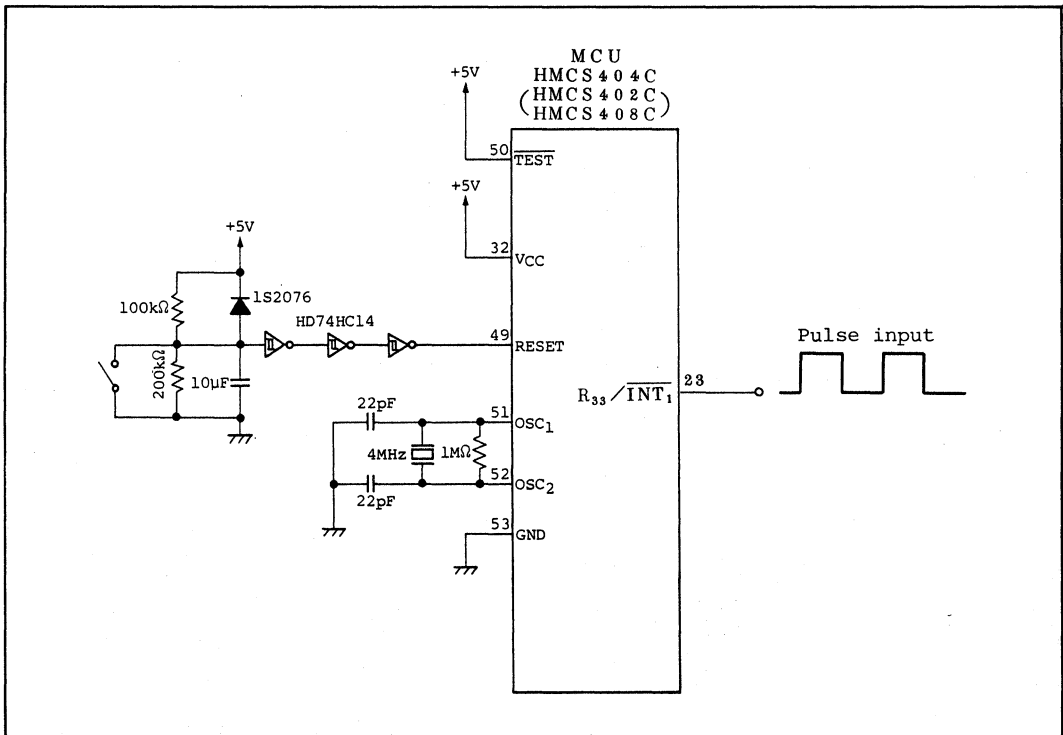 MCU
HMCS404C
(HMCS402C
HMCS408C)
+5V
50
TEST
+5V
32
VCC
+5V
100kΩ
1S2076
HD74HC14
49
RESET
200kΩ
10μF
Pulse input
R33/INT1
23
22pF
51
OSC1
4MHz
1MΩ
52
OSC2
22pF
53
GND